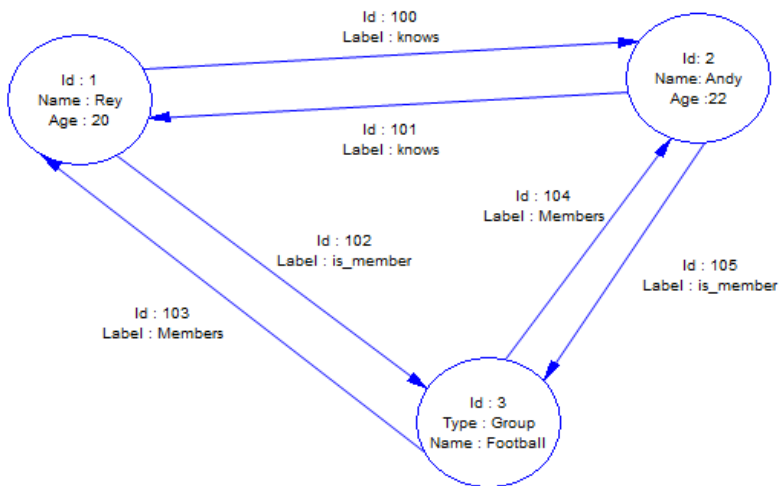 Id : 100
Label : knows
Id : 1
Name : Rey
Age : 20
Id: 2
Name: Andy
Age :22
Id : 101
Label : knows
Id : 104
Label : Members
Id : 102
Label : is_member
Id : 105
Label : is_member
Id : 103
Label : Members
Id : 3
Type : Group
Name : Football